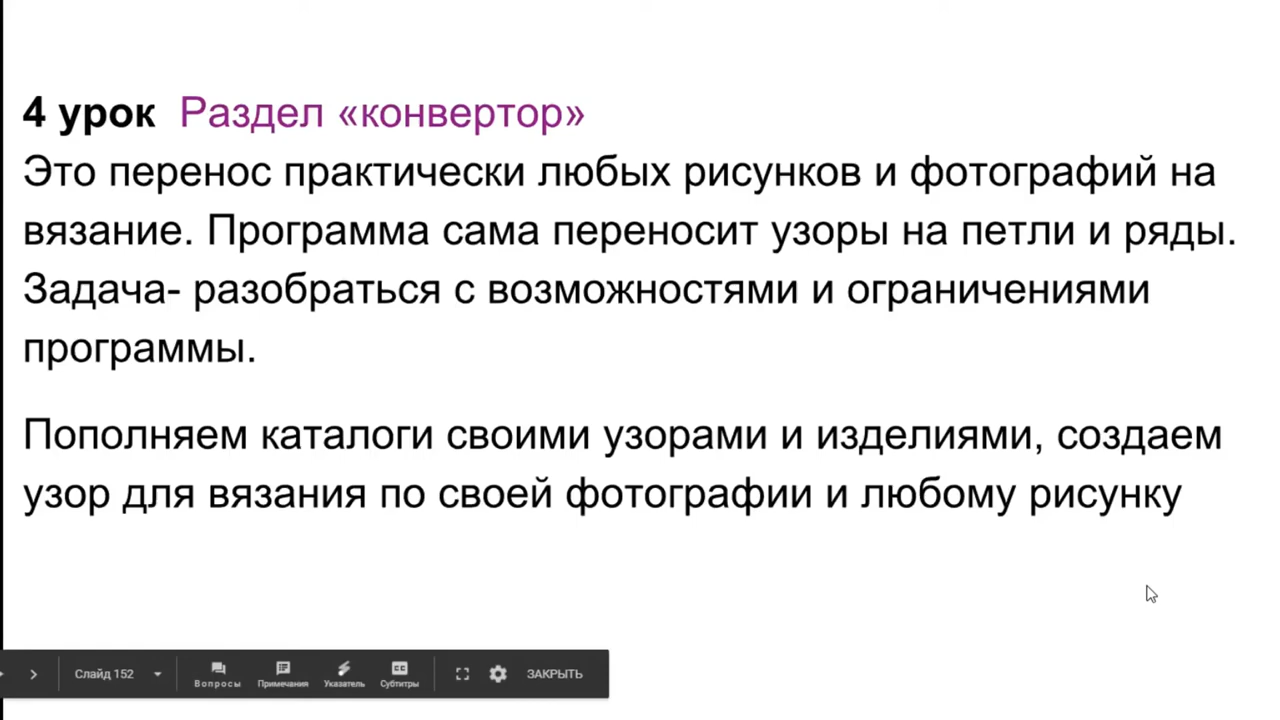 4 урок Раздел «конвертор»
Это перенос практически любых рисунков и фотографий на
вязание. Программа сама переносит узоры на петли и ряды.
Задача- разобраться с возможностями и ограничениями
программы.
Пополняем каталоги своими узорами и изделиями, создаем
узор для вязания по своей фотографии и любому рисунку
Слайд 152 Вопросы Примечания Указатель Субтитры ЗАКРЫТЬ